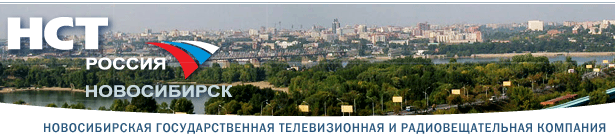 НСТ
РОССИЯ
НОВОСИБИРСК
НОВОСИБИРСКАЯ ГОСУДАРСТВЕННАЯ ТЕЛЕВИЗИОННАЯ И РАДИОВЕЩАТЕЛЬНАЯ КОМПАНИЯ